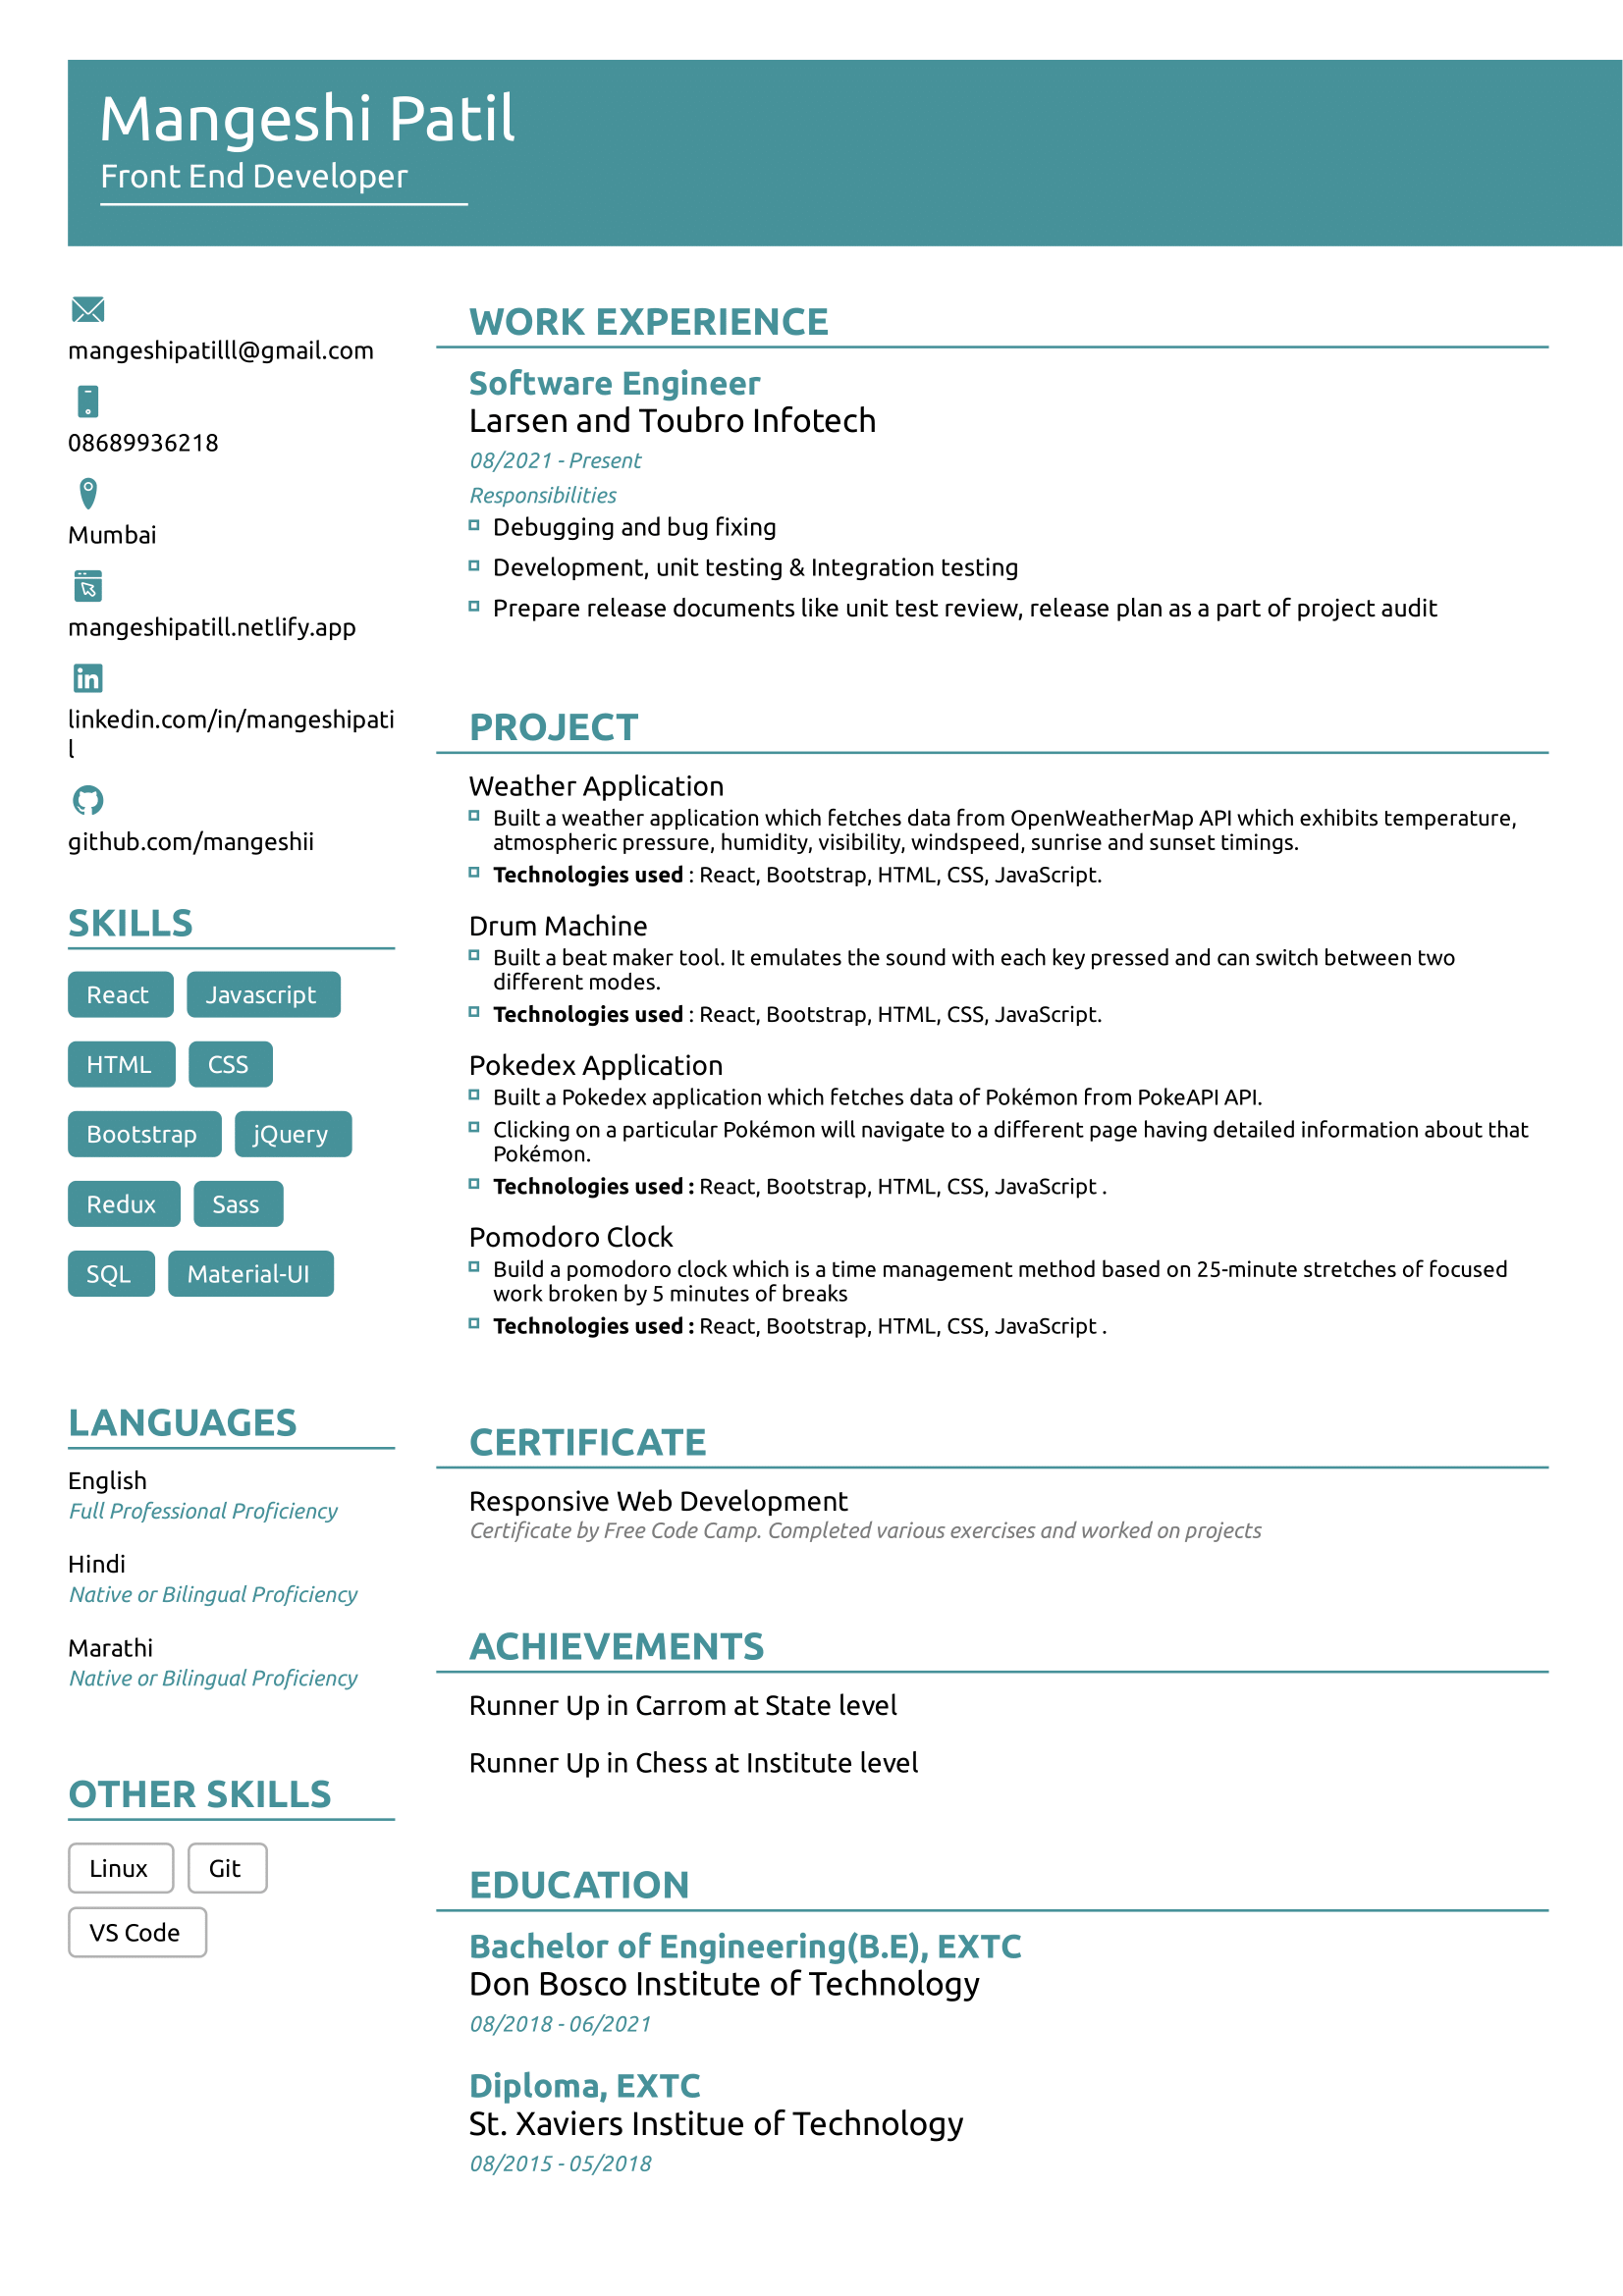 Mangeshi Patil
Front End Developer
mangeshipatilll@gmail.com
08689936218
Mumbai
mangeshipatill.netlify.app
linkedin.com/in/mangeshipati
l
github.com/mangeshii
SKILLS
React Javascript
HTML CSS
Bootstrap jQuery
Redux Sass
SQL Material-UI
LANGUAGES
English
Full Professional Proficiency
Hindi
Native or Bilingual Proficiency
Marathi
Native or Bilingual Proficiency
OTHER SKILLS
Linux Git
VS Code
WORK EXPERIENCE
Software Engineer
Larsen and Toubro Infotech
08/2021 - Present
Responsibilities
Debugging and bug fixing
Development, unit testing & Integration testing
Prepare release documents like unit test review, release plan as a part of project audit
PROJECT
Weather Application
Built a weather application which fetches data from OpenWeatherMap API which exhibits temperature,
atmospheric pressure, humidity, visibility, windspeed, sunrise and sunset timings.
Technologies used : React, Bootstrap, HTML, CSS, JavaScript.
Drum Machine
Built a beat maker tool. It emulates the sound with each key pressed and can switch between two
different modes.
Technologies used : React, Bootstrap, HTML, CSS, JavaScript.
Pokedex Application
Built a Pokedex application which fetches data of Pokémon from PokeAPI API.
Clicking on a particular Pokémon will navigate to a different page having detailed information about that
Pokémon.
Technologies used : React, Bootstrap, HTML, CSS, JavaScript .
Pomodoro Clock
Build a pomodoro clock which is a time management method based on 25-minute stretches of focused
work broken by 5 minutes of breaks
Technologies used : React, Bootstrap, HTML, CSS, JavaScript .
CERTIFICATE
Responsive Web Development
Certificate by Free Code Camp. Completed various exercises and worked on projects
ACHIEVEMENTS
Runner Up in Carrom at State level
Runner Up in Chess at Institute level
EDUCATION
Bachelor of Engineering(B.E), EXTC
Don Bosco Institute of Technology
08/2018 - 06/2021
Diploma, EXTC
St. Xaviers Institue of Technology
08/2015 - 05/2018